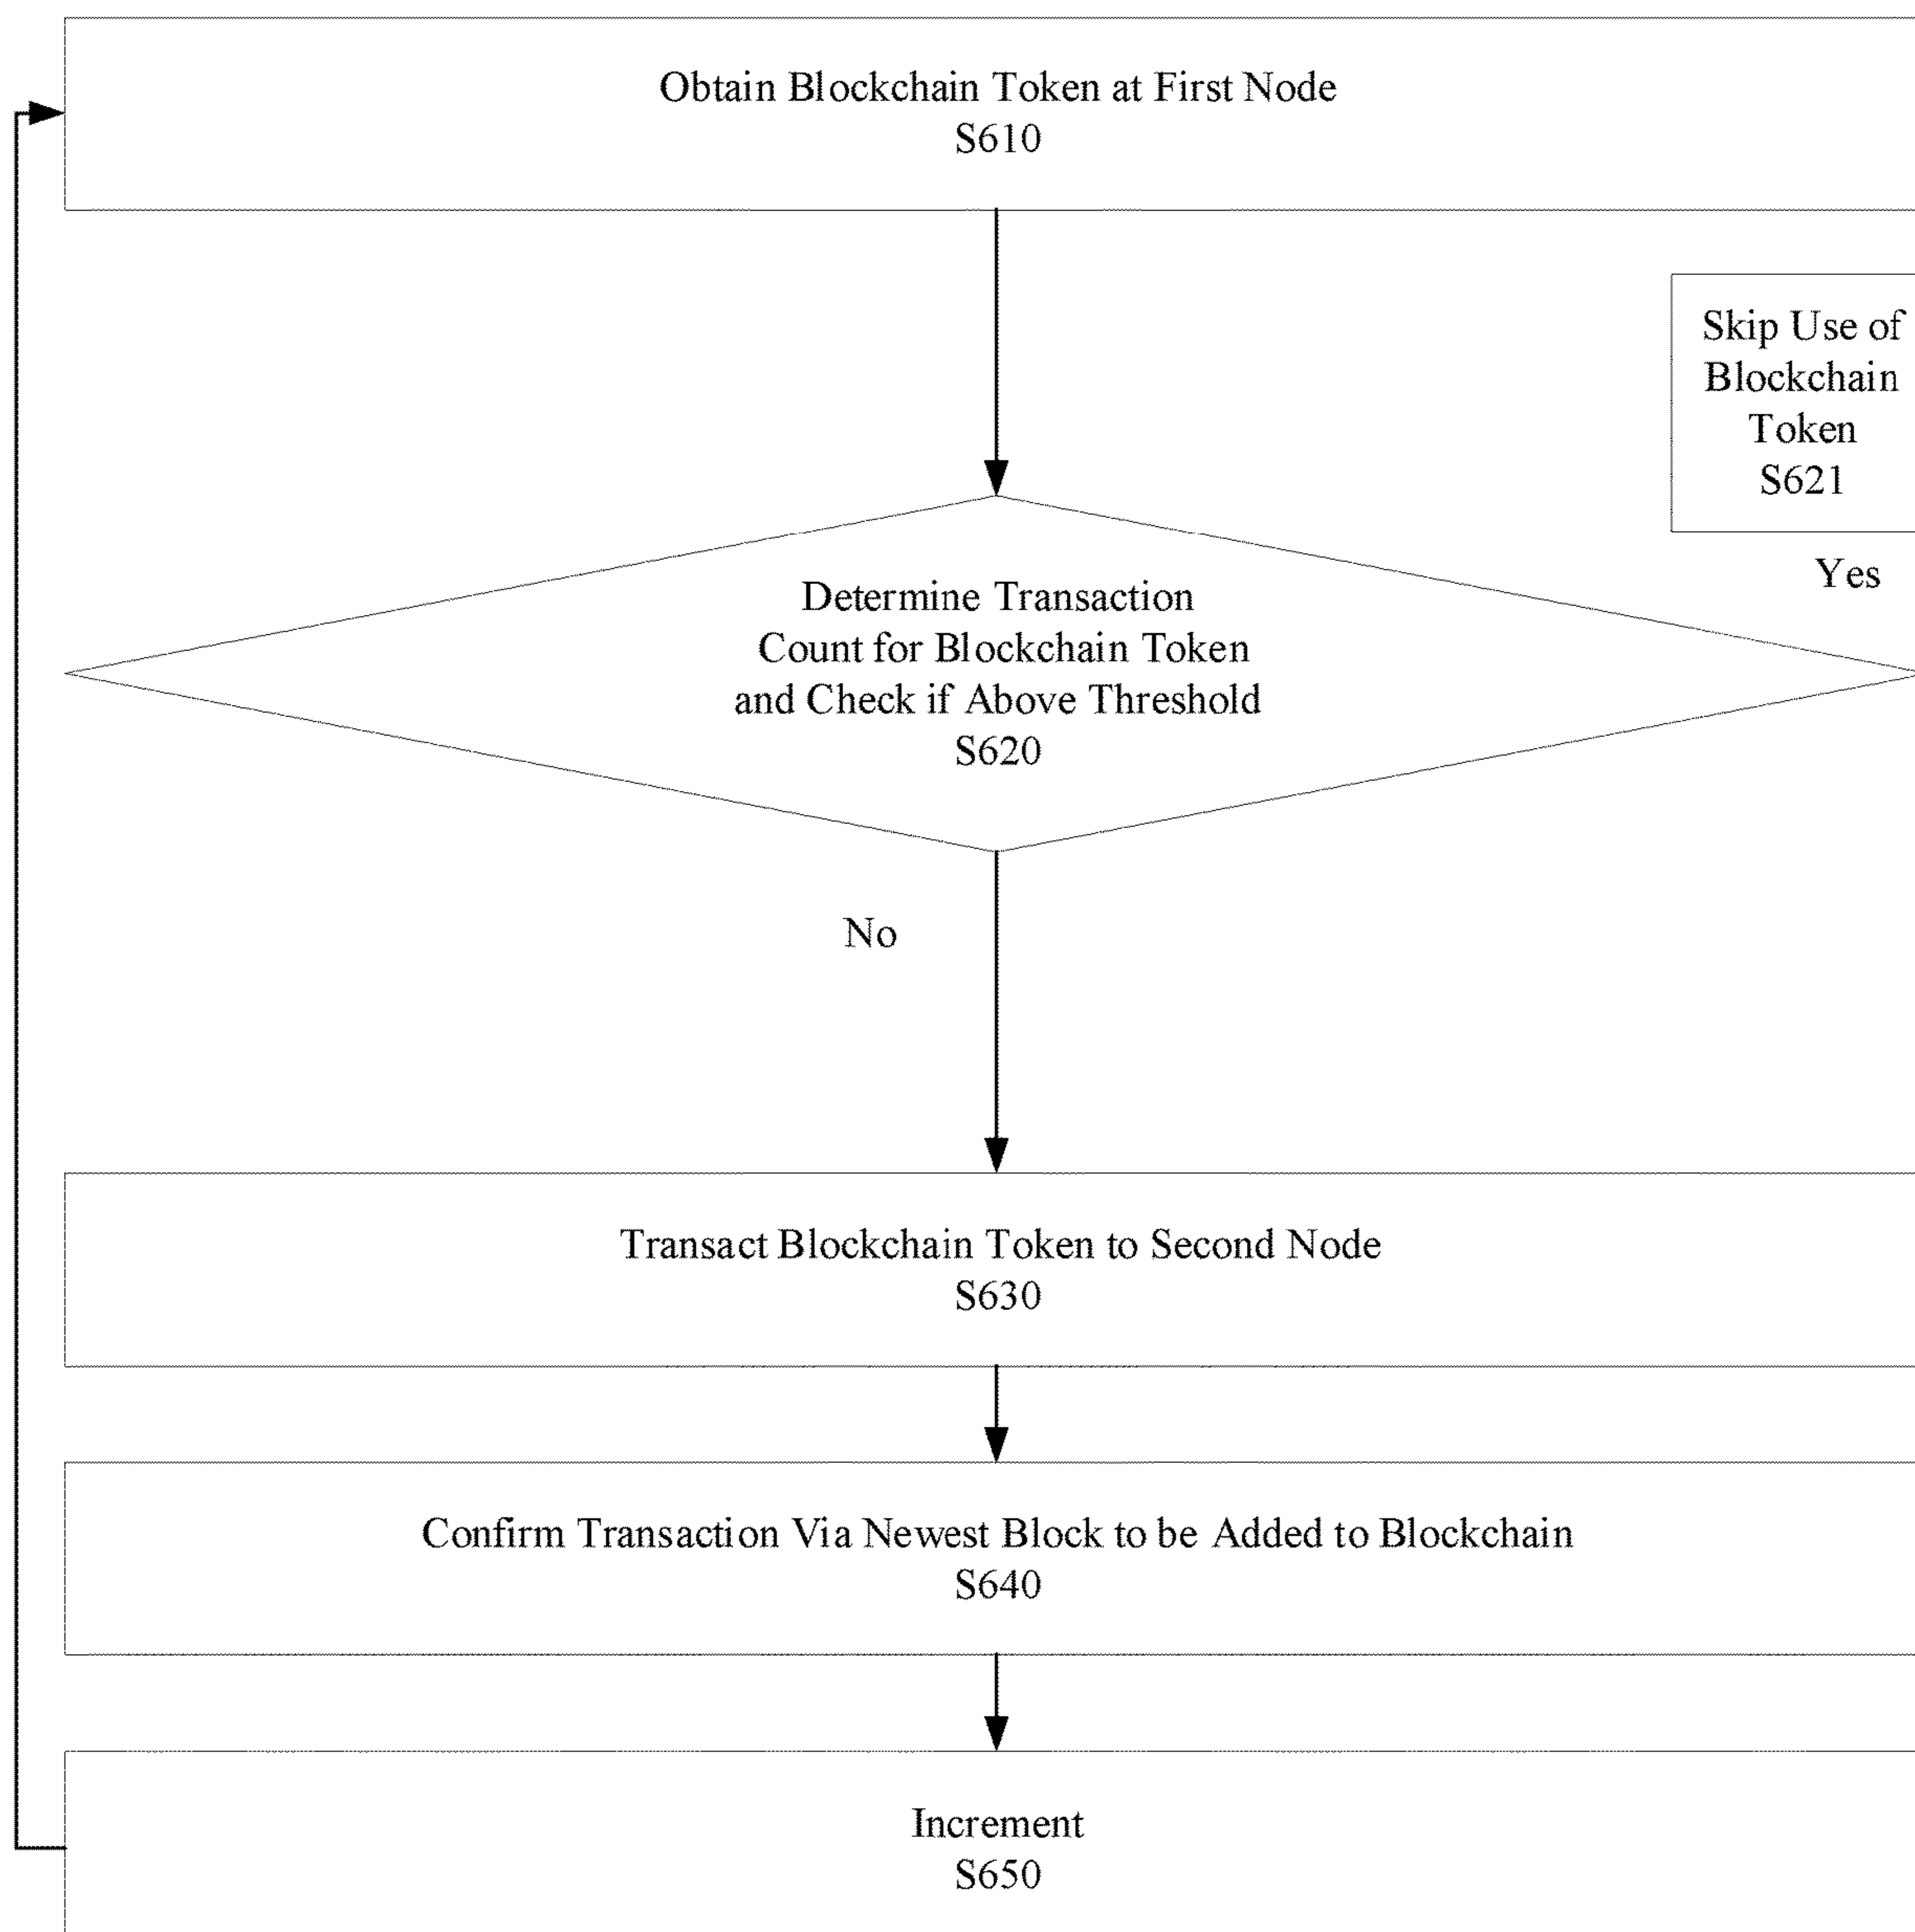 Obtain Blockchain Token at First Node
S610
Skip Use of
Blockchain
Token
S621
Yes
Determine Transaction
Count for Blockchain Token
and Check if Above Threshold
S620
No
Transact Blockchain Token to Second Node
S630
Confirm Transaction Via Newest Block to be Added to Blockchain
S640
Increment
S650